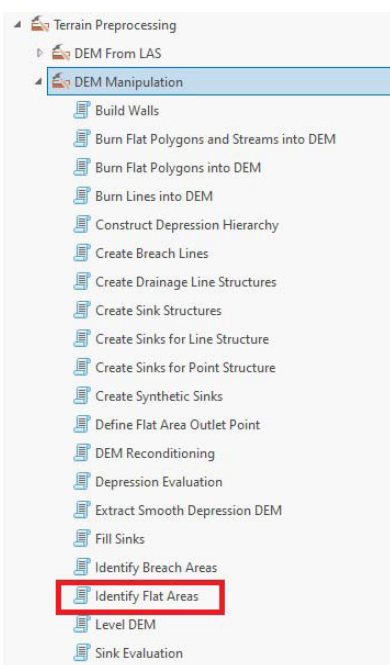 Terrain Preprocessing
DEM From LAS
DEM Manipulation
Build Walls
Burn Flat Polygons and Streams into DEM
Burn Flat Polygons into DEM
Burn Lines into DEM
Construct Depression Hierarchy
Create Breach Lines
Create Drainage Line Structures
Create Sink Structures
Create Sinks for Line Structure
Create Sinks for Point Structure
Create Synthetic Sinks
Define Flat Area Outlet Point
DEM Reconditioning
Depression Evaluation
Extract Smooth Depression DEM
Fill Sinks
Identify Breach Areas
Identify Flat Areas
Level DEM
Sink Evaluation